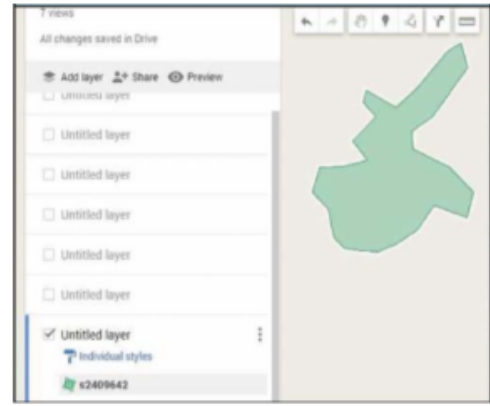 7 views
All changes saved in Drive
Add layer Share Preview
Untitled layer
Untitled layer
Untitled layer
Untitled layer
Untitled layer
Untitled layer
Untitled layer
Individual styles
s2409642